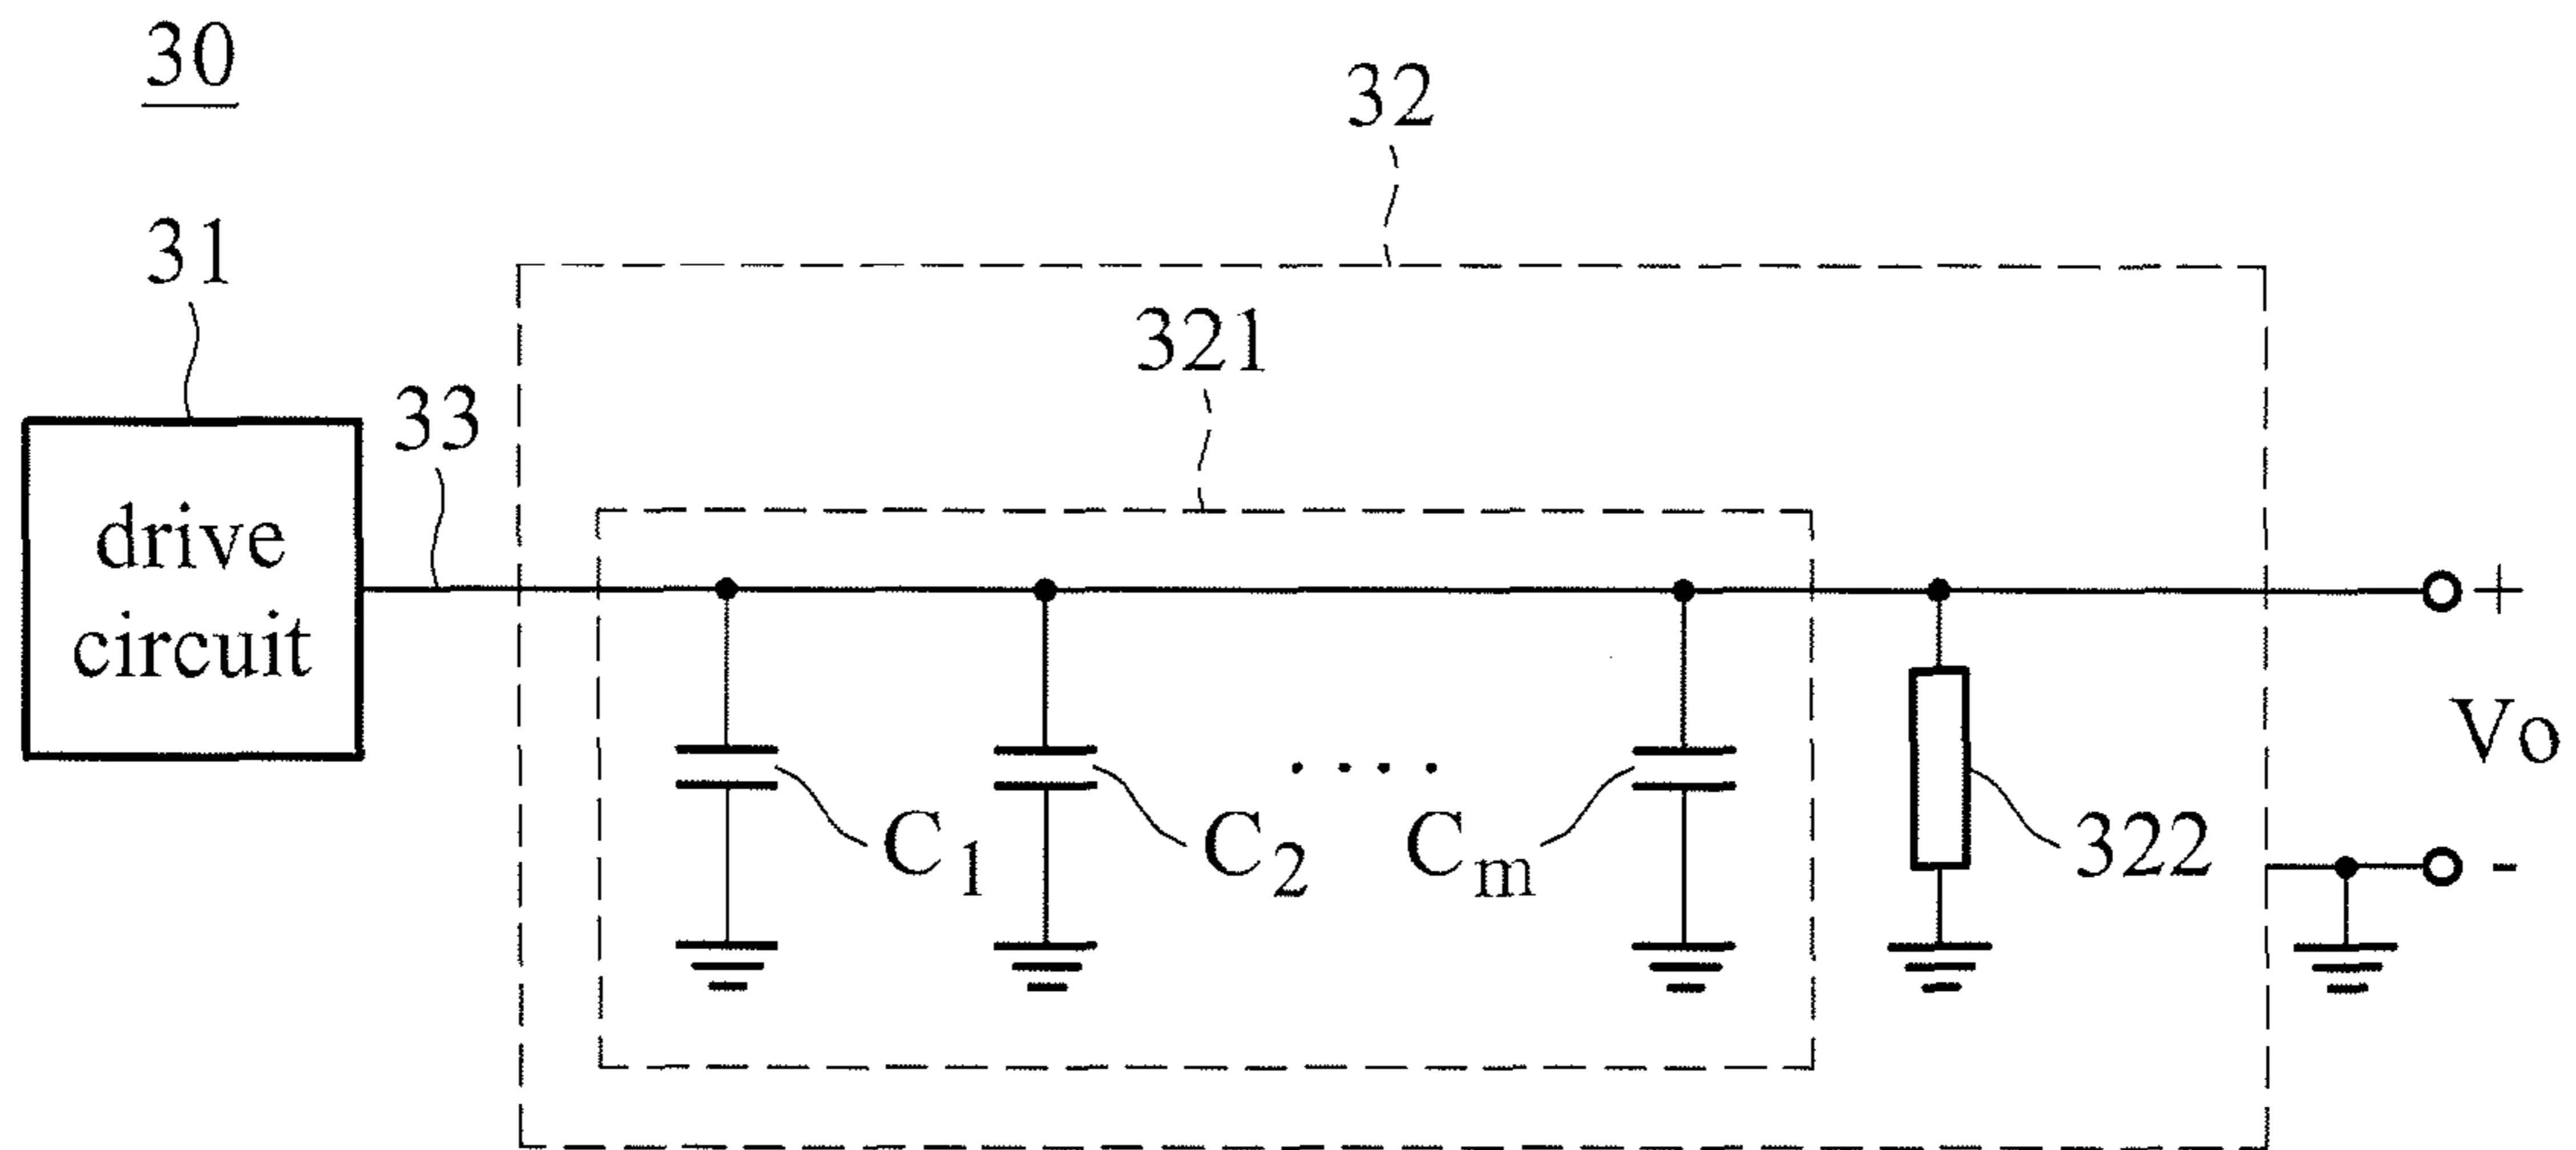 30
32
31
321
33
drive
circuit
+
Vo
C1
C2
. . . .
Cm
322
-